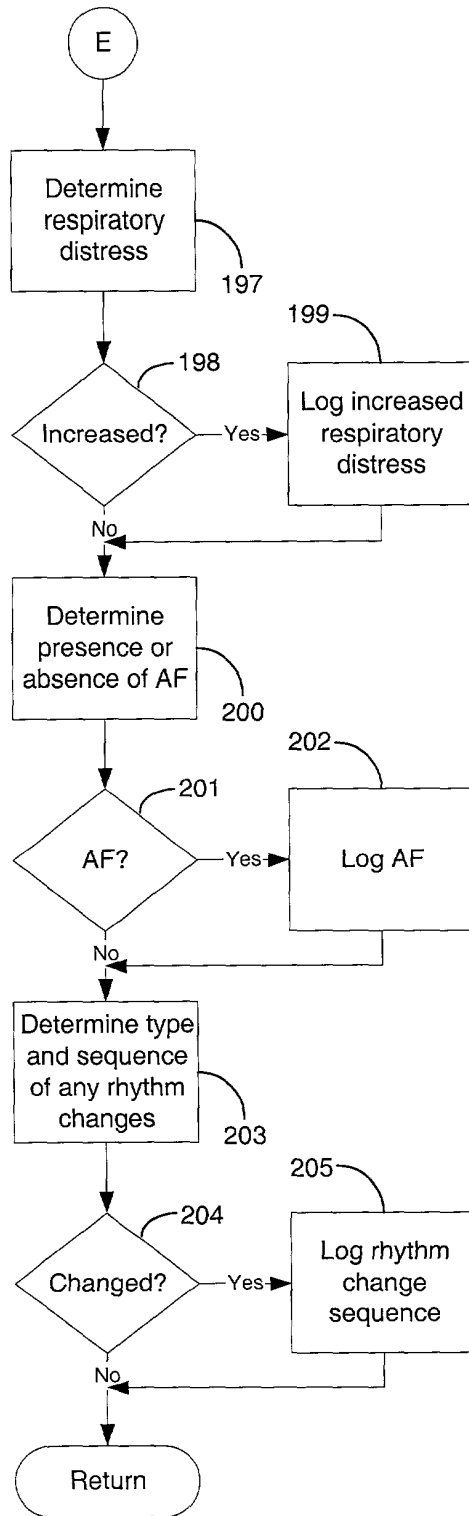 E
Determine
respiratory
distress
197
198
199
Increased?
Yes
Log increased
respiratory
distress
No
Determine
presence or
absence of AF
200
201
202
AF?
Yes
Log AF
No
Determine type
and sequence
of any rhythm
changes
203
204
205
Changed?
Yes
Log rhythm
change
sequence
No
Return